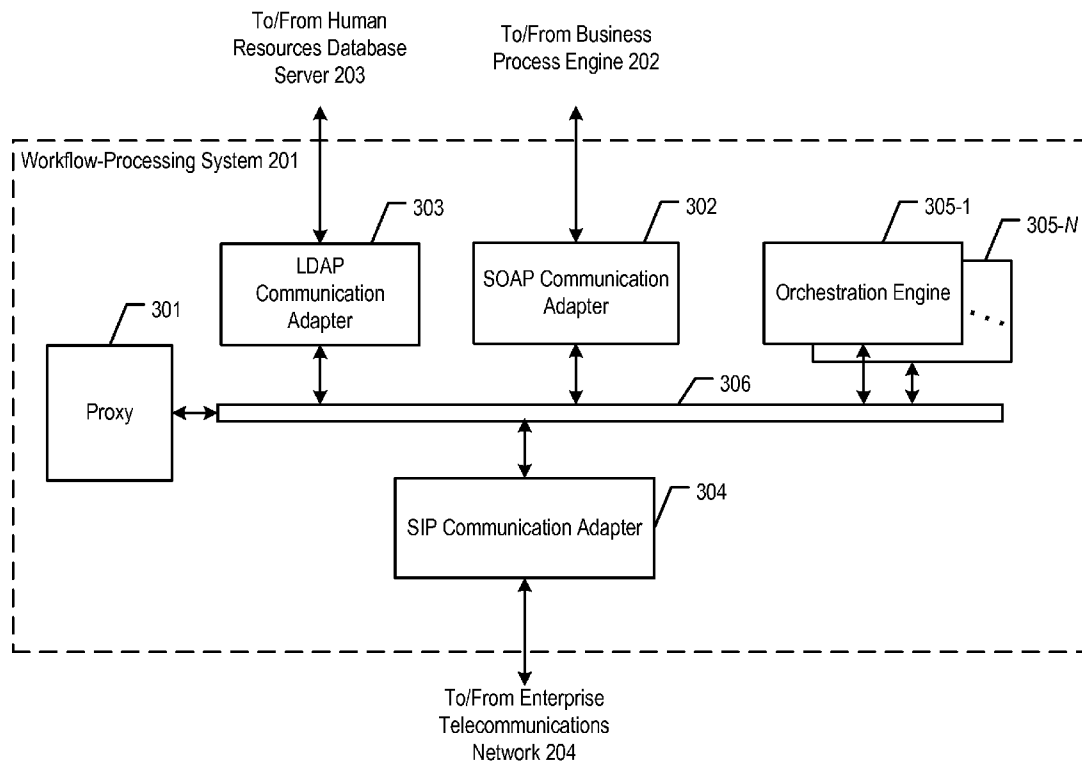 To/From Human
Resources Database
Server 203
To/From Business
Process Engine 202
Workflow-Processing System 201
303
302
305-1
305-N
LDAP
Communication
Adapter
SOAP Communication
Adapter
Orchestration Engine
301
Proxy
306
SIP Communication Adapter
304
To/From Enterprise
Telecommunications
Network 204